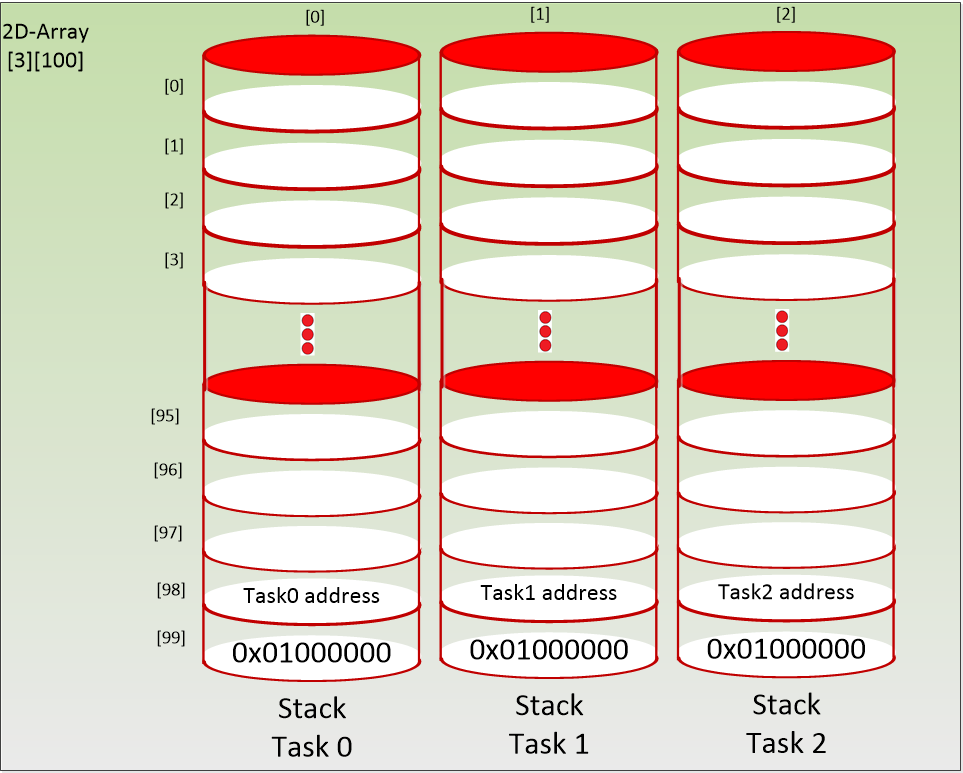 2D-Array
[3][100]
[0]
[1]
[2]
[0]
[1]
[2]
[3]
[95]
[96]
[97]
[98]
Task0 address
Task1 address
Task2 address
[99]
0x01000000
0x01000000
0x01000000
Stack
Task 0
Stack
Task 1
Stack
Task 2